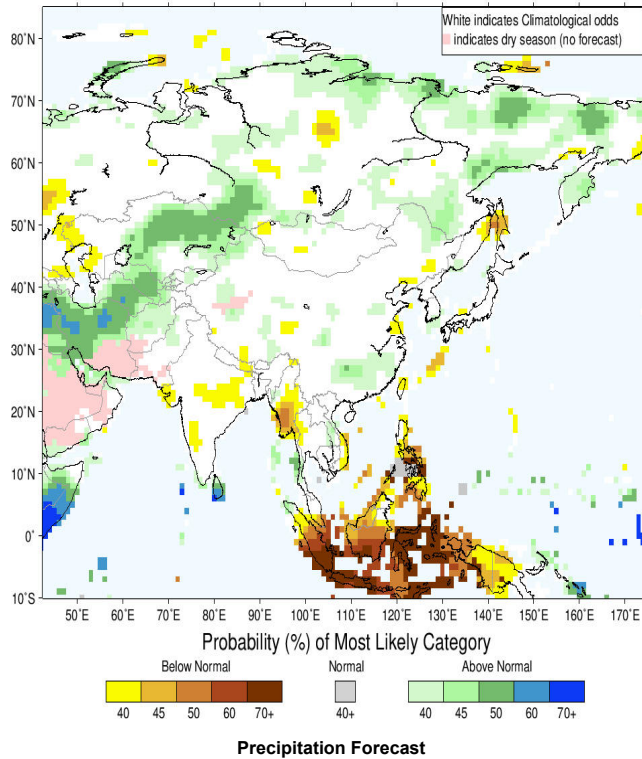 White indicates Climatological odds
indicates dry season (no forecast)
80°N
70°N
60°N
50°N
40°N
30°N
20°N
10°N
0°
10°S
50°E 60°E 70°E 80°E 90°E 100°E 110°E 120°E 130°E 140°E 150°E 160°E 170°E
Probability (%) of Most Likely Category
Below Normal Normal Above Normal
40 45 50 60 70+ 40+ 40 45 50 60 70+
Precipitation Forecast